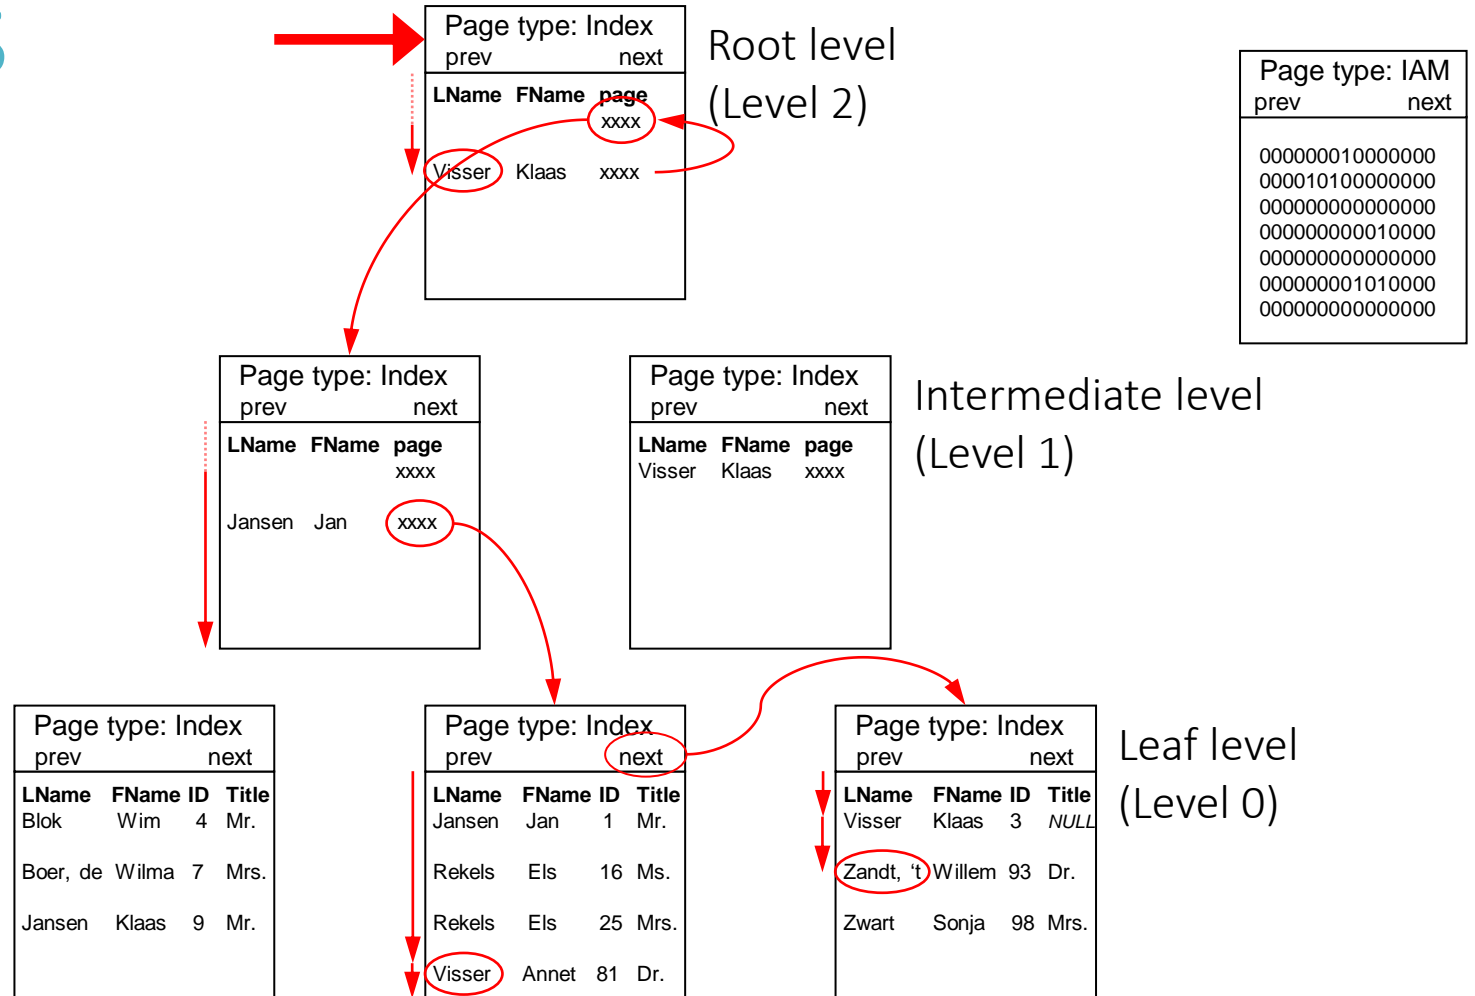 Page type: Index
prev next
LName FName page
xxxx
Visser Klaas xxxx
Root level
(Level 2)
Page type: IAM
prev next
000000010000000
000010100000000
000000000000000
000000000010000
000000000000000
000000001010000
000000000000000
Page type: Index
prev next
LName FName page
xxxx
Jansen Jan xxxx
Page type: Index
prev next
LName FName page
Visser Klaas xxxx
Intermediate level
(Level 1)
Page type: Index
prev next
LName FName ID Title
Blok Wim 4 Mr.
Boer, de Wilma 7 Mrs.
Jansen Klaas 9 Mr.
Page type: Index
prev next
LName FName ID Title
Jansen Jan 1 Mr.
Rekels Els 16 Ms.
Rekels Els 25 Mrs.
Visser Annet 81 Dr.
Page type: Index
prev next
LName FName ID Title
Visser Klaas 3 NULL
Zandt, ‘t Willem 93 Dr.
Zwart Sonja 98 Mrs.
Leaf level
(Level 0)